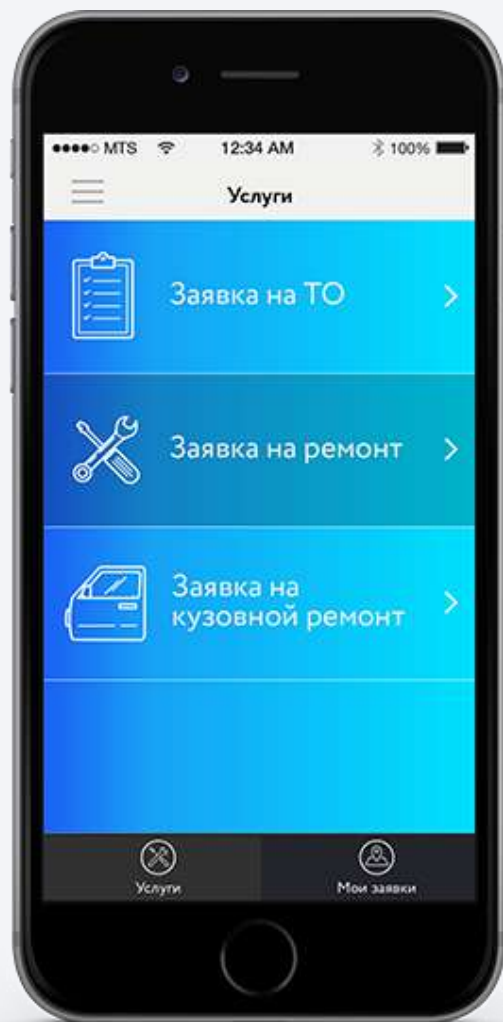 MTS 12:34 AM 100%
Услуги
Заявка на ТО
Заявка на ремонт
Заявка на
кузовной ремонт
Услуги Мои заявки